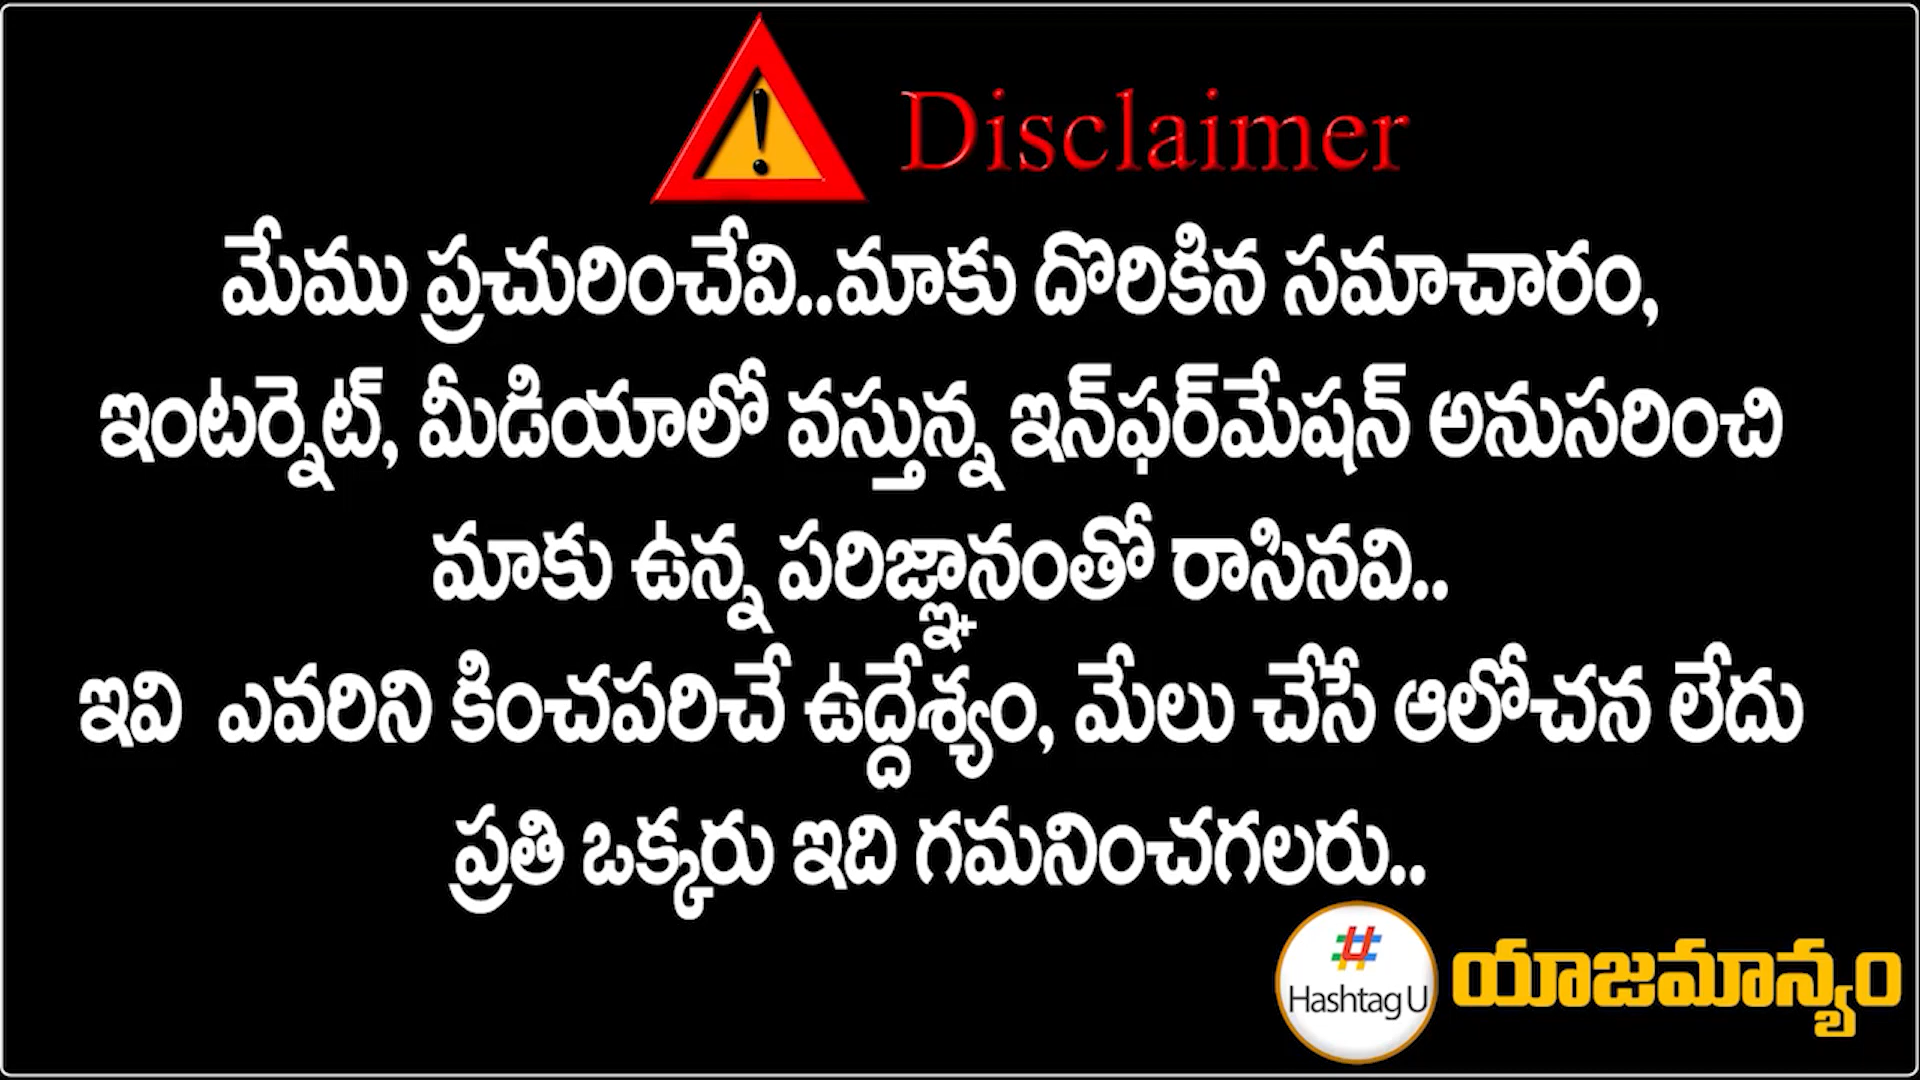 Disclaimer
మేము ప్రచురించేవి..మాకు దొరికిన సమాచారం,
ఇంటర్నెట్, మీడియాలో వస్తున్న ఇన్‌ఫర్‌మేషన్ అనుసరించి
మాకు ఉన్న పరిజ్ఞానంతో రాసినవి..
ఇవి ఎవరిని కించపరిచే ఉద్దేశ్యం, మేలు చేసే ఆలోచన లేదు
ప్రతి ఒక్కరు ఇది గమనించగలరు..
Hashtag U యాజమాన్యం